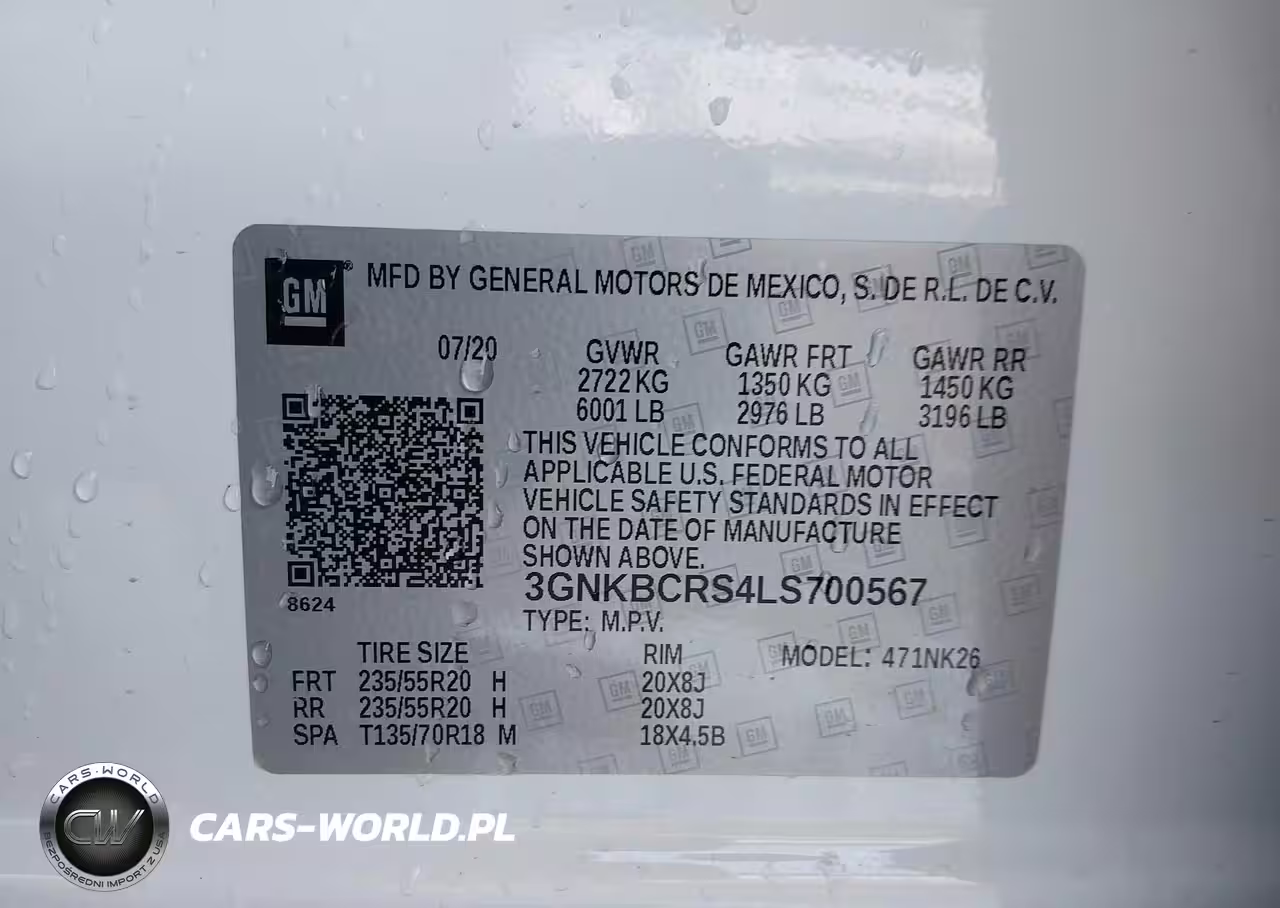 GM
MFD BY GENERAL MOTORS DE MEXICO, S. DE R.L. DE C.V.
07/20 GVWR GAWR FRT GAWR RR
2722 KG 1350 KG 1450 KG
6001 LB 2976 LB 3196 LB
THIS VEHICLE CONFORMS TO ALL
APPLICABLE U.S. FEDERAL MOTOR
VEHICLE SAFETY STANDARDS IN EFFECT
ON THE DATE OF MANUFACTURE
SHOWN ABOVE.
8624
3GNKBCRS4LS700567
TYPE: M.P.V.
TIRE SIZE RIM MODEL: 471NK26
FRT 235/55R20 H 20X8J
RR 235/55R20 H 20X8J
SPA T135/70R18 M 18X4.5B
CARS-WORLD
CW
BEZPOŚREDNI IMPORT Z USA
CARS-WORLD.PL